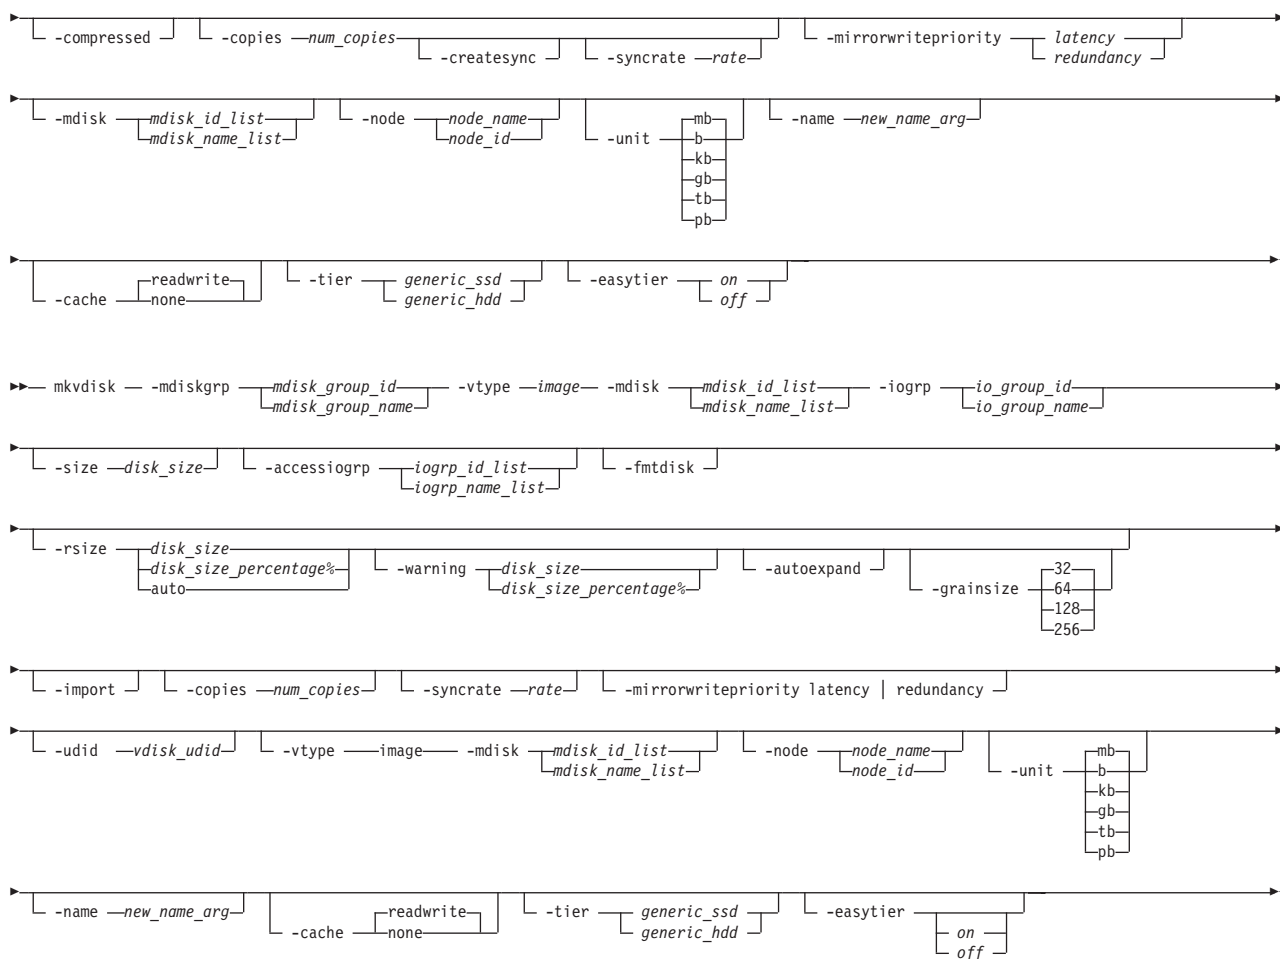 -compressed -copies num_copies -createsync -syncrate rate -mirrorwritepriority latency
redundancy
-mdisk mdisk_id_list -node node_name -unit mb -name new_name_arg
mdisk_name_list node_id b
kb
gb
tb
pb
-cache readwrite -tier generic_ssd -easytier on
none generic_hdd off
mkvdisk -mdiskgrp mdisk_group_id -vtype image -mdisk mdisk_id_list -iogrp io_group_id
mdisk_group_name mdisk_name_list io_group_name
-size disk_size -accessiogrp iogrp_id_list -fmtdisk
iogrp_name_list
-rsize disk_size -warning disk_size -autoexpand -grainsize 32
disk_size_percentage% disk_size_percentage% 64
auto 128
256
-import -copies num_copies -syncrate rate -mirrorwritepriority latency | redundancy
-udid vdisk_udid -vtype image -mdisk mdisk_id_list -node node_name -unit mb
mdisk_name_list node_id b
kb
gb
tb
pb
-name new_name_arg -cache readwrite -tier generic_ssd -easytier on
none generic_hdd off